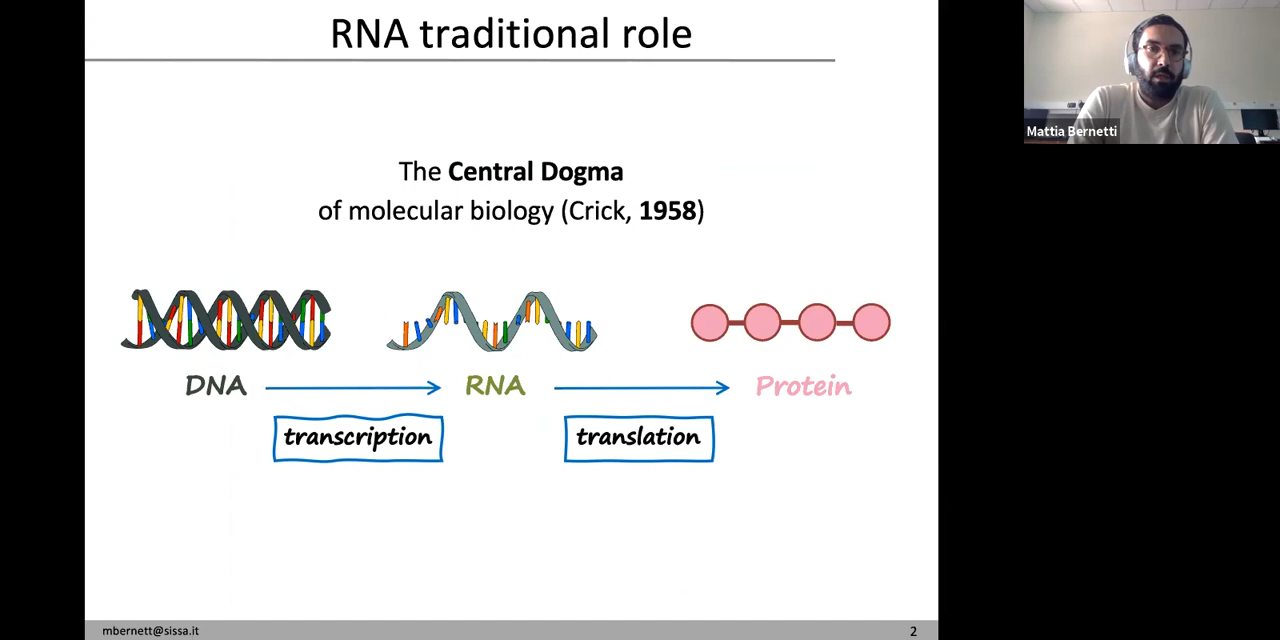 RNA traditional role
Mattia Bernetti
The Central Dogma
of molecular biology (Crick, 1958)
DNA
RNA
Protein
transcription
translation
mbernett@sissa.it
2